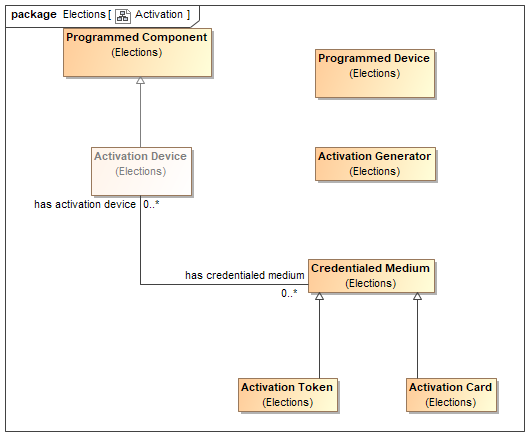 package Elections [ Activation ]
Programmed Component
(Elections)
Programmed Device
(Elections)
Activation Device
(Elections)
Activation Generator
(Elections)
has activation device 0..*
has credentialed medium
0..*
Credentialed Medium
(Elections)
Activation Token
(Elections)
Activation Card
(Elections)